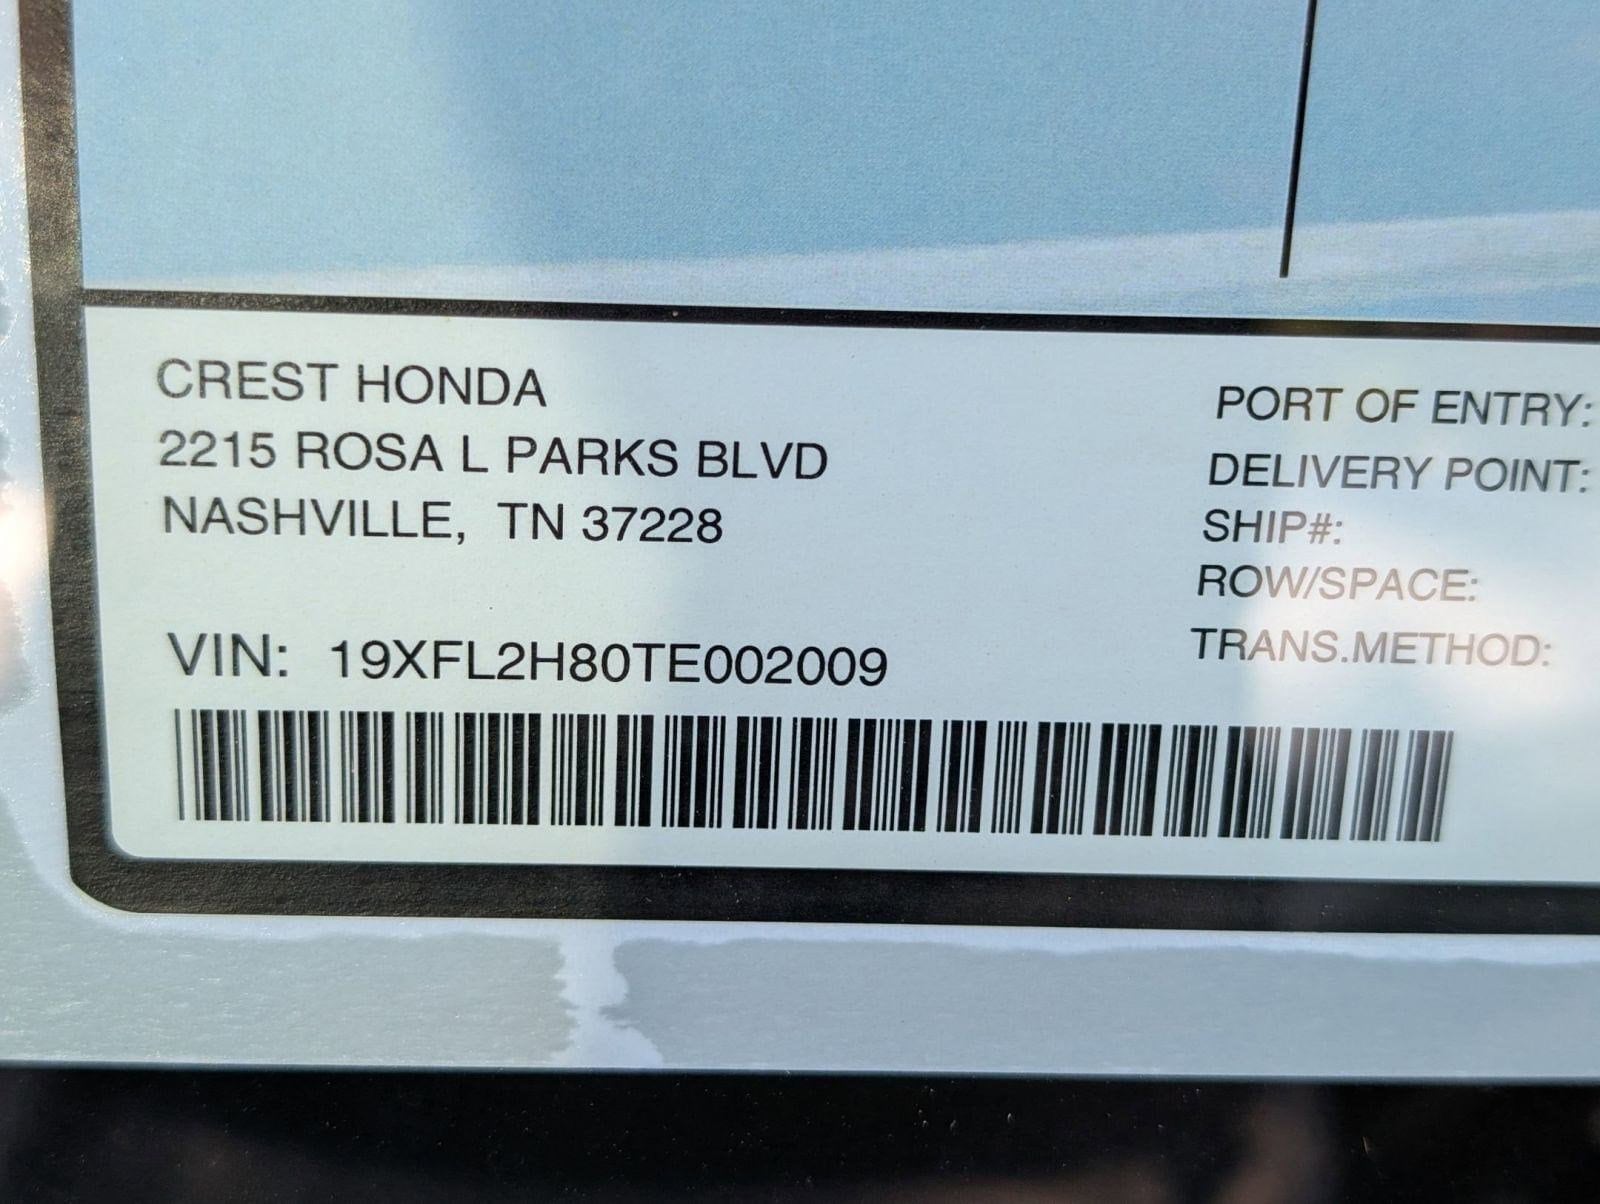 CREST HONDA
2215 ROSA L PARKS BLVD
NASHVILLE, TN 37228
VIN: 19XFL2H80TE002009
PORT OF ENTRY:
DELIVERY POINT:
SHIP#:
ROW/SPACE:
TRANS.METHOD: